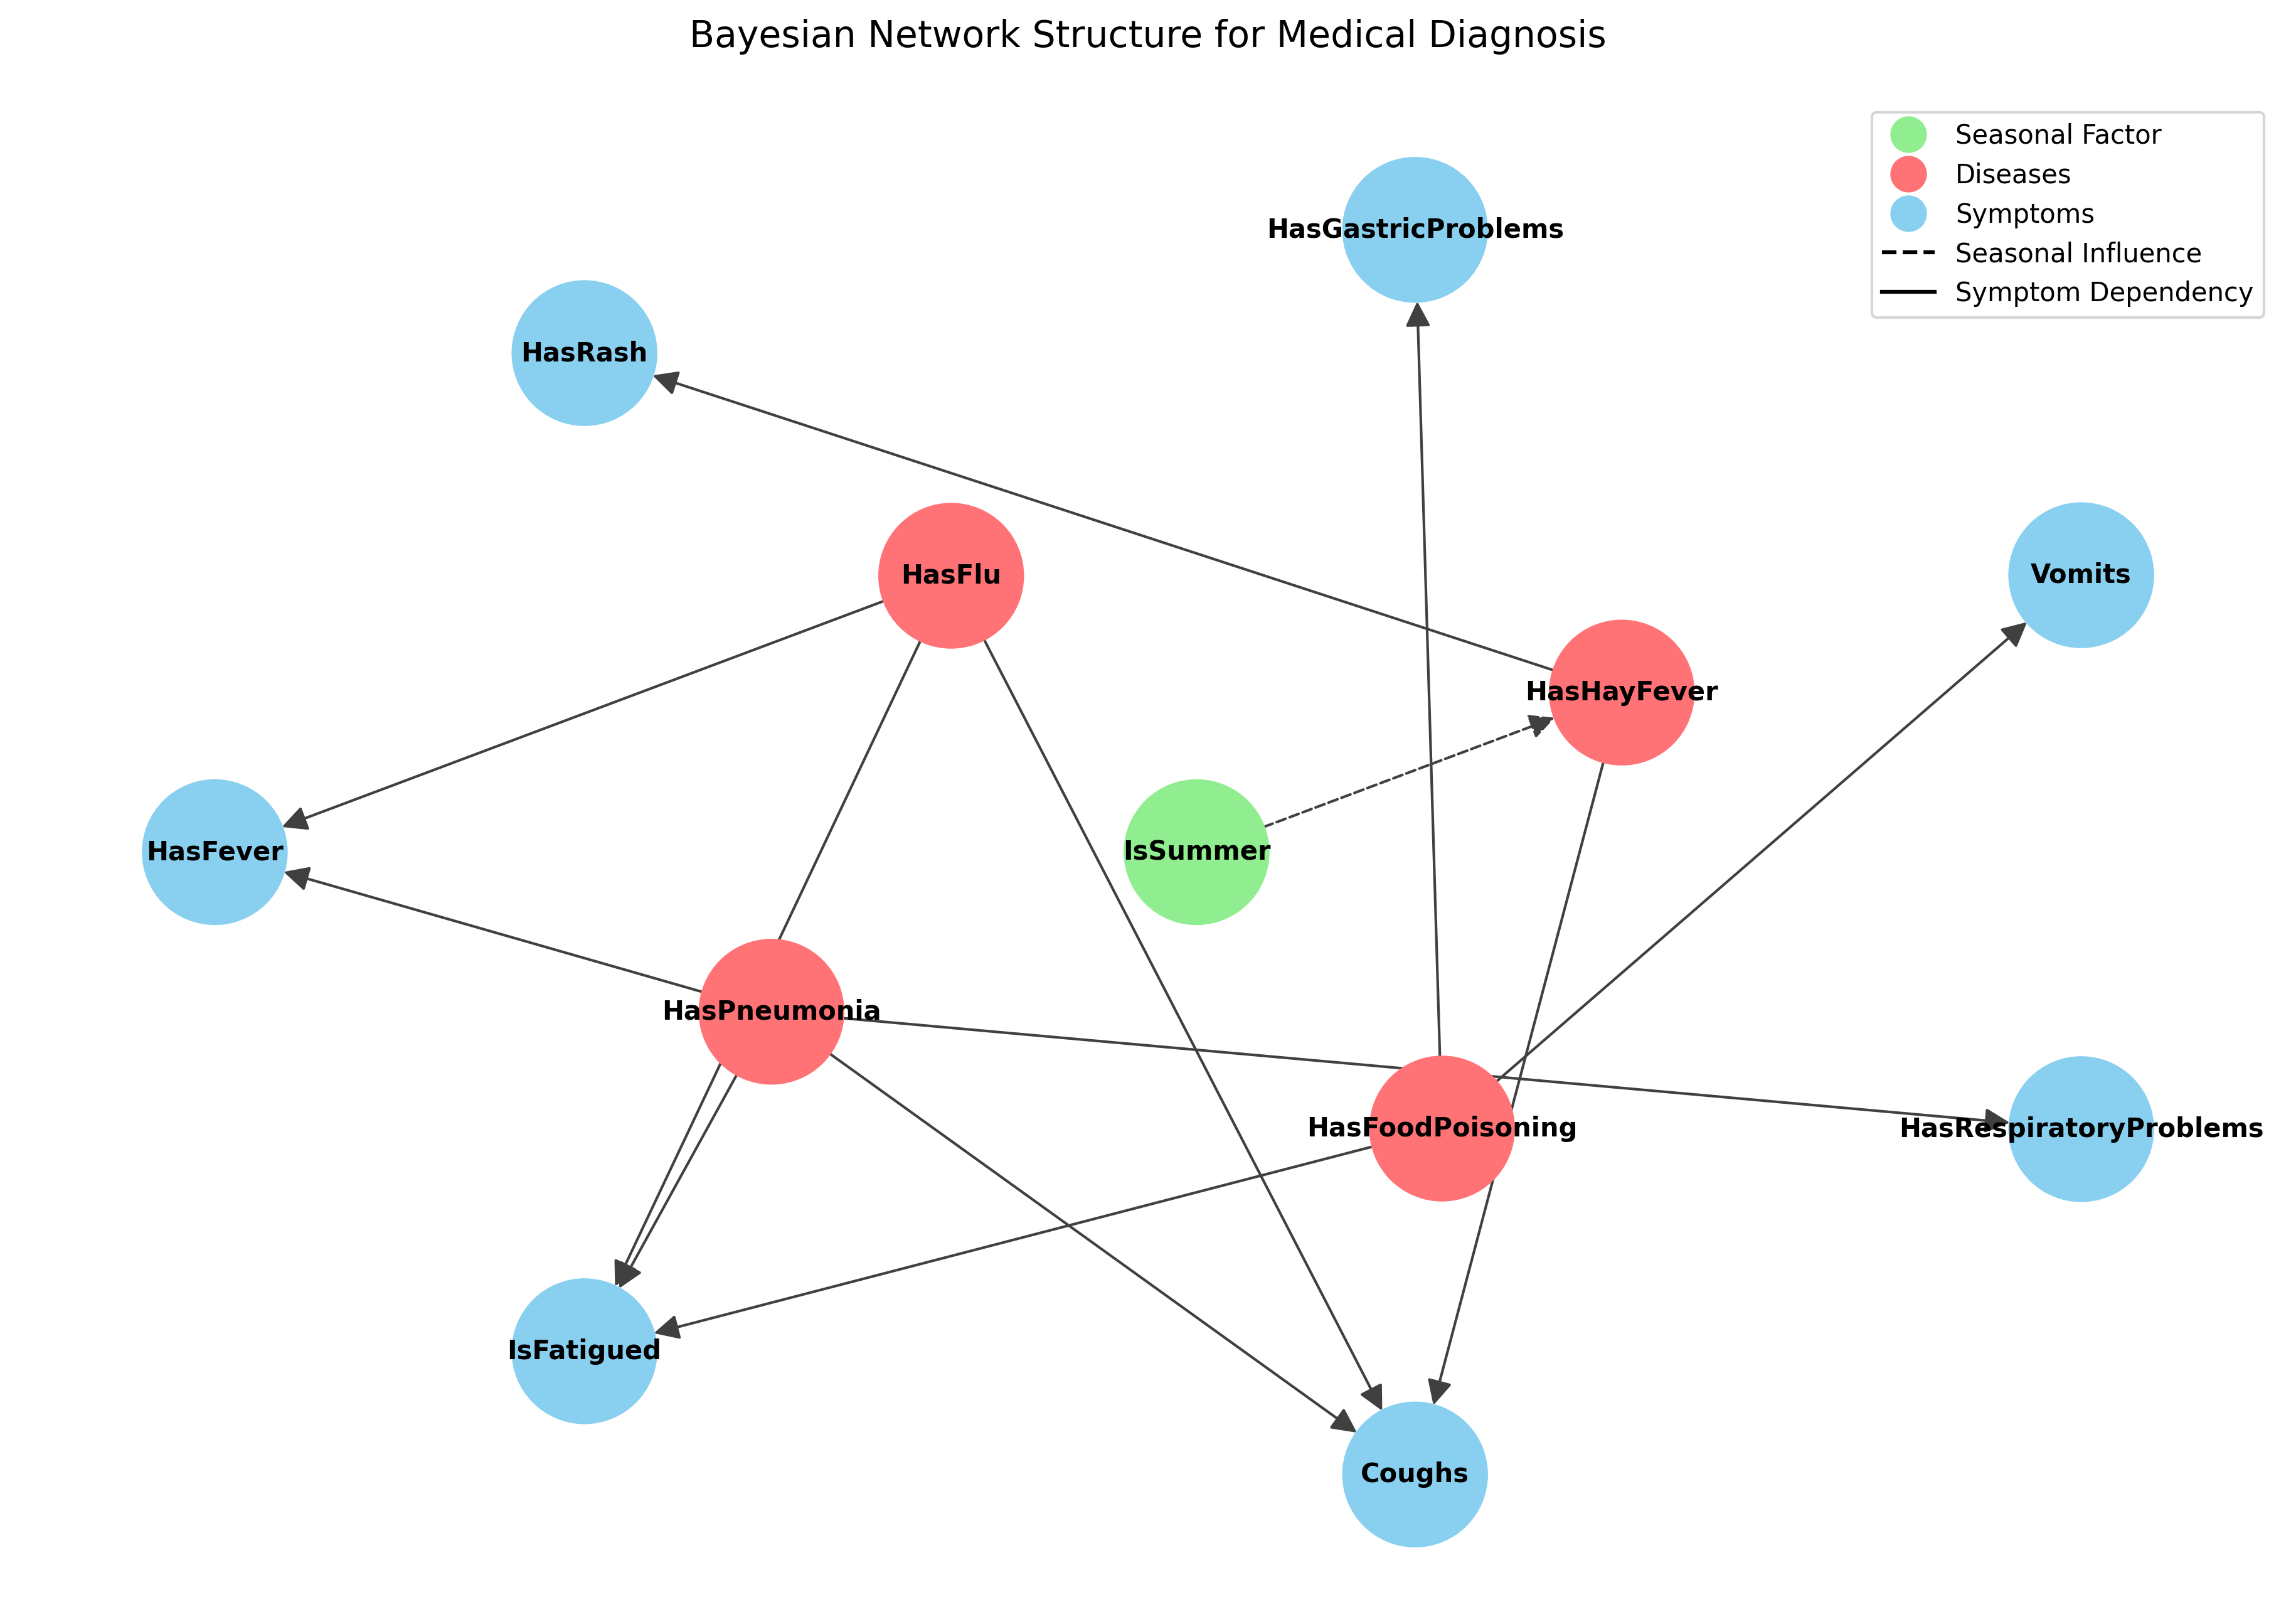 Bayesian Network Structure for Medical Diagnosis
Seasonal Factor
Diseases
Symptoms
Seasonal Influence
Symptom Dependency
HasGastricProblems
HasRash
HasFlu
Vomits
HasHayFever
HasFever
IsSummer
HasPneumonia
HasFoodPoisoning
HasRespiratoryProblems
IsFatigued
Coughs